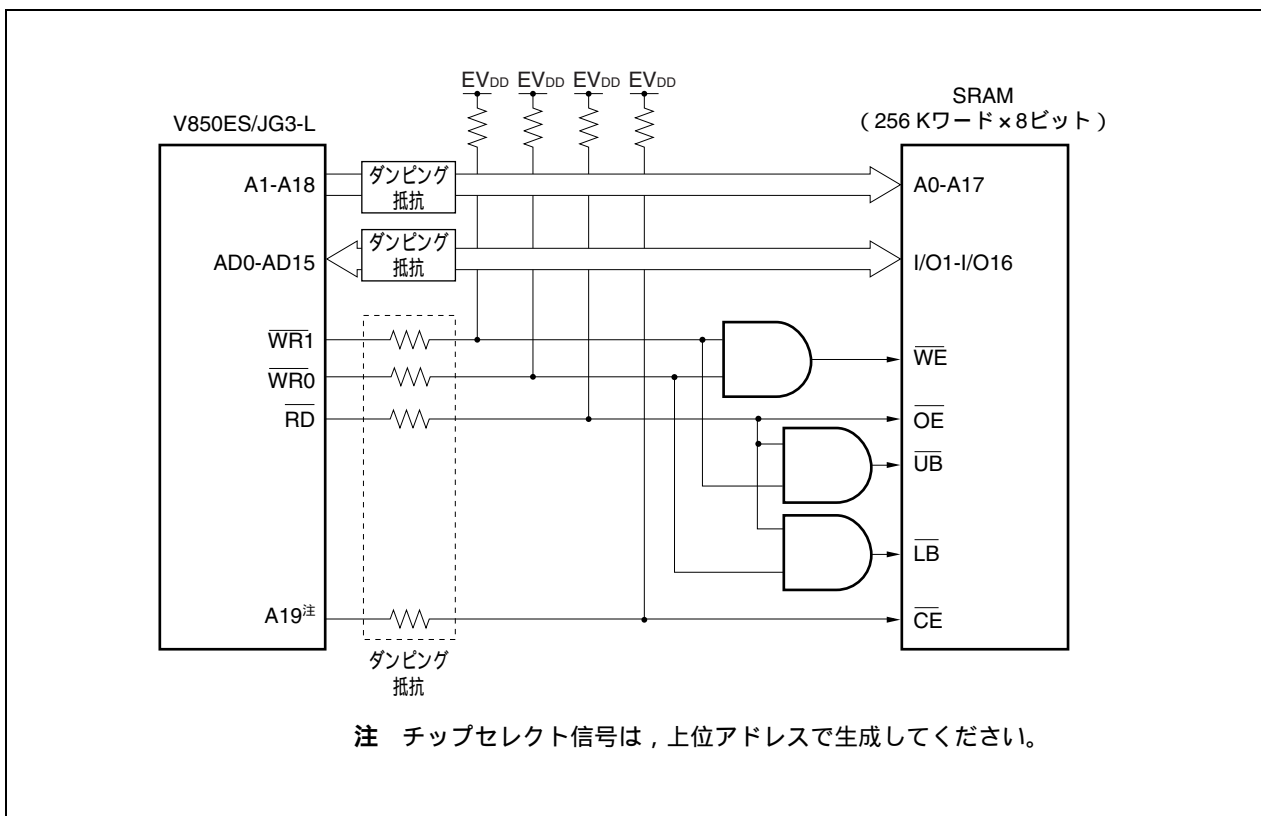 EVDD EVDD EVDD EVDD
V850ES/JG3-L
SRAM
（256 Kワード×8ビット）
A1-A18
ダンピング
抵抗
A0-A17
AD0-AD15
ダンピング
抵抗
I/O1-I/O16
WR1
WE
WR0
RD
OE
UB
LB
A19注
CE
ダンピング
抵抗
注 チップセレクト信号は，上位アドレスで生成してください。